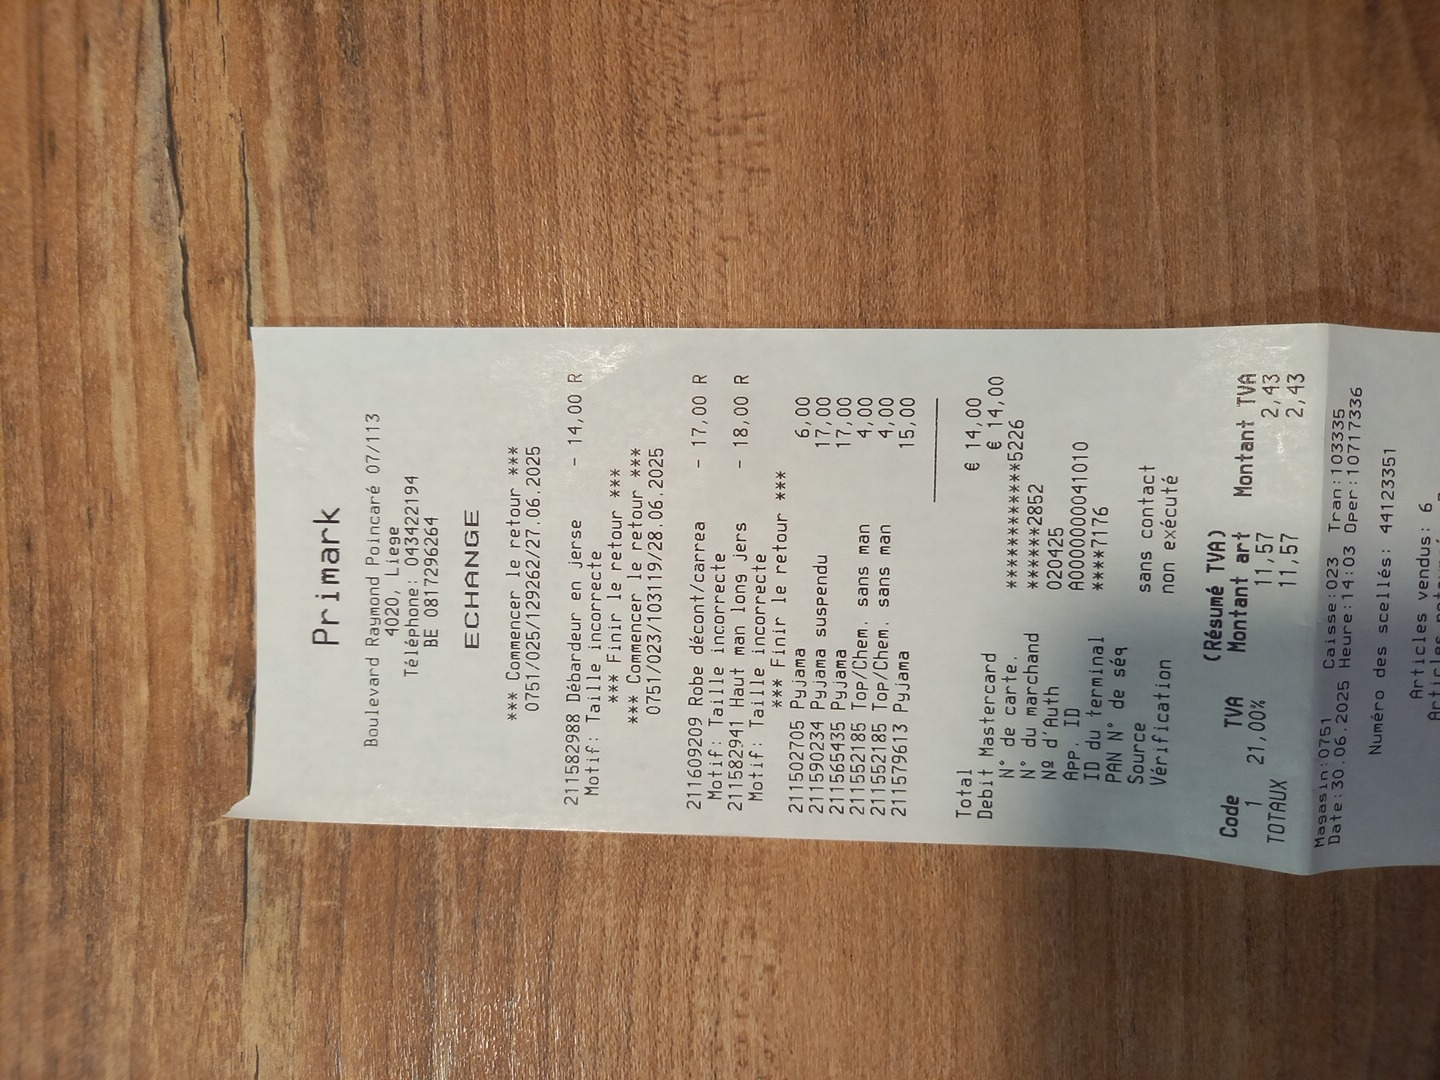 Primark
Boulevard Raymond Poincaré 07/113
4020, Liege
Téléphone: 043422194
BE 0817296264
ECHANGE
*** Commencer le retour ***
0751/025/129262/27.06.2025
211582988 Débardeur en jerse - 14,00 R
Motif: Taille incorrecte
*** Finir le retour ***
*** Commencer le retour ***
0751/023/103119/28.06.2025
211609209 Robe décont/carrea - 17,00 R
Motif: Taille incorrecte
211582941 Haut man long jers - 18,00 R
Motif: Taille incorrecte
*** Finir le retour ***
211502705 Pyjama 6,00
211590234 Pyjama suspendu 17,00
211565435 Pyjama 17,00
211552185 Top/Chem. sans man 4,00
211552185 Top/Chem. sans man 4,00
211579613 Pyjama 15,00
Total € 14,00
Debit Mastercard € 14,00
N° de carte. ************5226
N° du marchand ******2852
Nº d'Auth 020425
APP. ID A0000000041010
ID du terminal ****7176
PAN N° de séq
Source sans contact
Vérification non exécuté
(Résumé TVA)
Code TVA Montant art Montant TVA
1 21,00% 11,57 2,43
TOTAUX 11,57 2,43
Magasin:0751 Caisse:023 Tran:103335
Date:30.06.2025 Heure:14:03 Oper:10717336
Numéro des scellés: 44123351
Articles vendus: 6
Articles